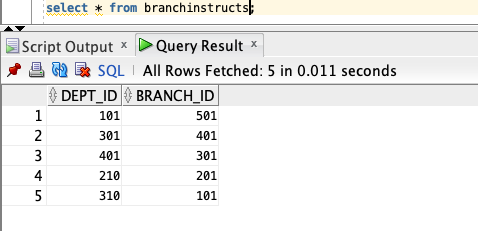 select * from branchinstructs;
Script Output × Query Result ×
SQL | All Rows Fetched: 5 in 0.011 seconds
DEPT_ID BRANCH_ID
1 101 501
2 301 401
3 401 301
4 210 201
5 310 101